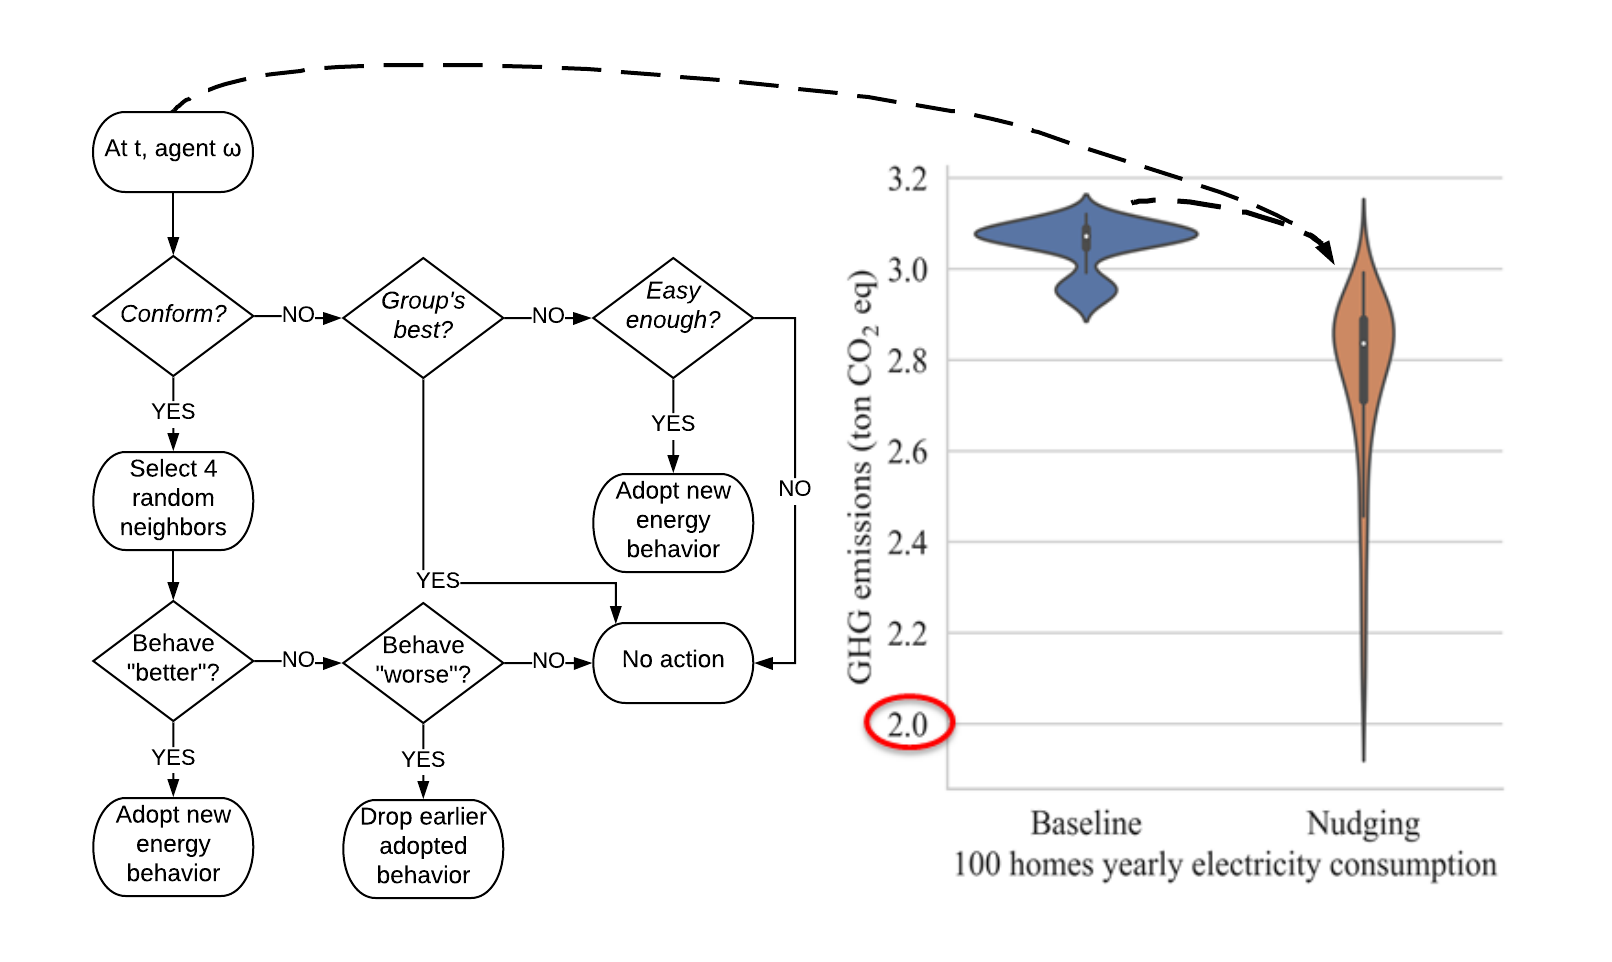 At t, agent ω
Conform?
NO
Group's
best?
NO
Easy
enough?
YES
YES
NO
Select 4
random
neighbors
Adopt new
energy
behavior
YES
Behave
"better"?
NO
Behave
"worse"?
NO
No action
YES
YES
Adopt new
energy
behavior
Drop earlier
adopted
behavior
GHG emissions (ton CO₂ eq)
3.2
3.0
2.8
2.6
2.4
2.2
2.0
Baseline
Nudging
100 homes yearly electricity consumption